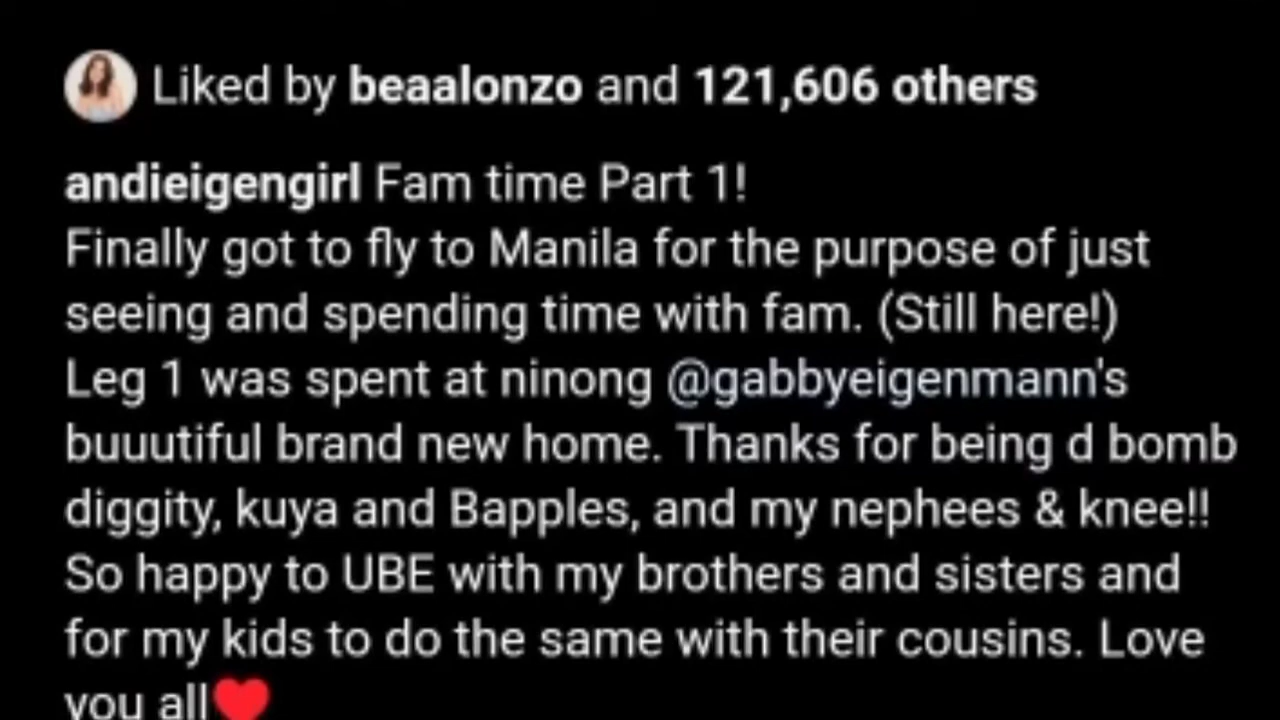 Liked by beaalonzo and 121,606 others
andieigengirl Fam time Part 1!
Finally got to fly to Manila for the purpose of just
seeing and spending time with fam. (Still here!)
Leg 1 was spent at ninong @gabbyeigenmann's
buuutiful brand new home. Thanks for being d bomb
diggity, kuya and Bapples, and my nephees & knee!!
So happy to UBE with my brothers and sisters and
for my kids to do the same with their cousins. Love
you all❤️